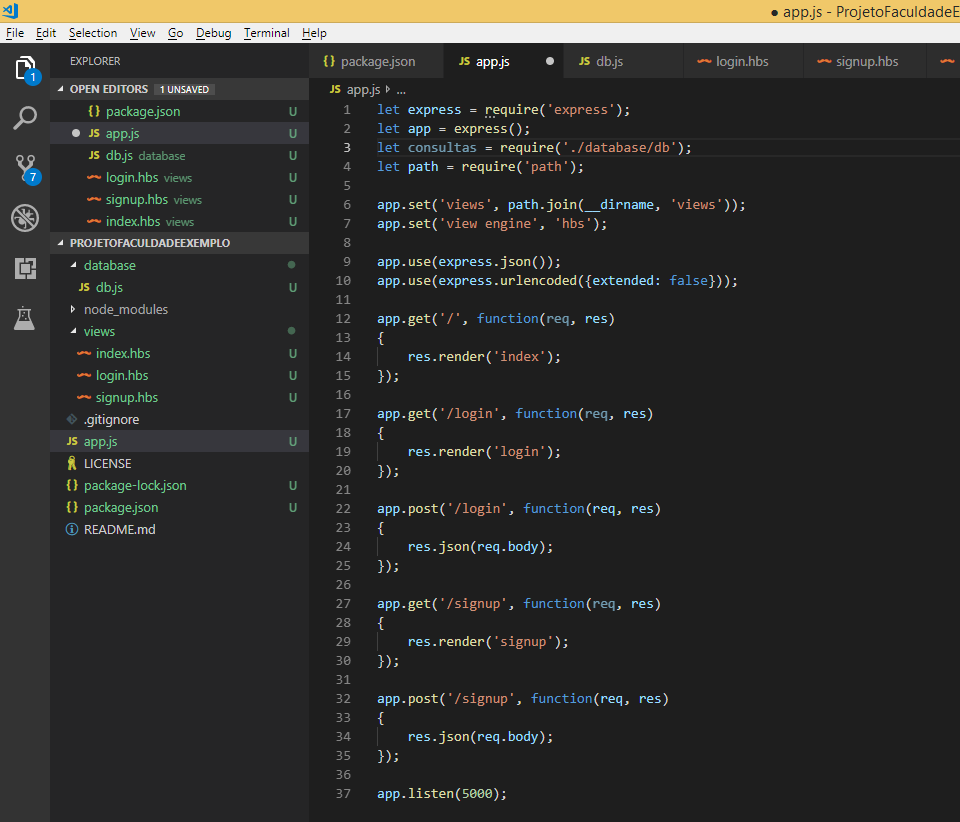 ● app.js - ProjetoFaculdadeE
File Edit Selection View Go Debug Terminal Help
EXPLORER
{} package.json JS app.js ● JS db.js login.hbs signup.hbs
OPEN EDITORS 1 UNSAVED
{} package.json U
● JS app.js U
JS db.js database U
login.hbs views U
signup.hbs views U
index.hbs views U
PROJETOFACULDADEEXEMPLO
database
JS db.js U
node_modules
views
index.hbs U
login.hbs U
signup.hbs U
.gitignore
JS app.js U
LICENSE
{} package-lock.json U
{} package.json U
README.md
1
7
JS app.js › ...
1 let express = require('express');
2 let app = express();
3 let consultas = require('./database/db');
4 let path = require('path');
5
6 app.set('views', path.join(__dirname, 'views'));
7 app.set('view engine', 'hbs');
8
9 app.use(express.json());
10 app.use(express.urlencoded({extended: false}));
11
12 app.get('/', function(req, res)
13 {
14     res.render('index');
15 });
16
17 app.get('/login', function(req, res)
18 {
19     res.render('login');
20 });
21
22 app.post('/login', function(req, res)
23 {
24     res.json(req.body);
25 });
26
27 app.get('/signup', function(req, res)
28 {
29     res.render('signup');
30 });
31
32 app.post('/signup', function(req, res)
33 {
34     res.json(req.body);
35 });
36
37 app.listen(5000);